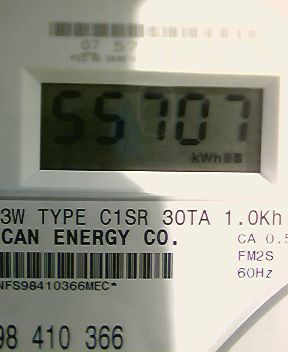 07 57
55707
kWh
3W TYPE C1SR 30TA 1.0Kh
CAN ENERGY CO.
CA 0.5
FM2S
60Hz
NFS98410366MEC*
98 410 366